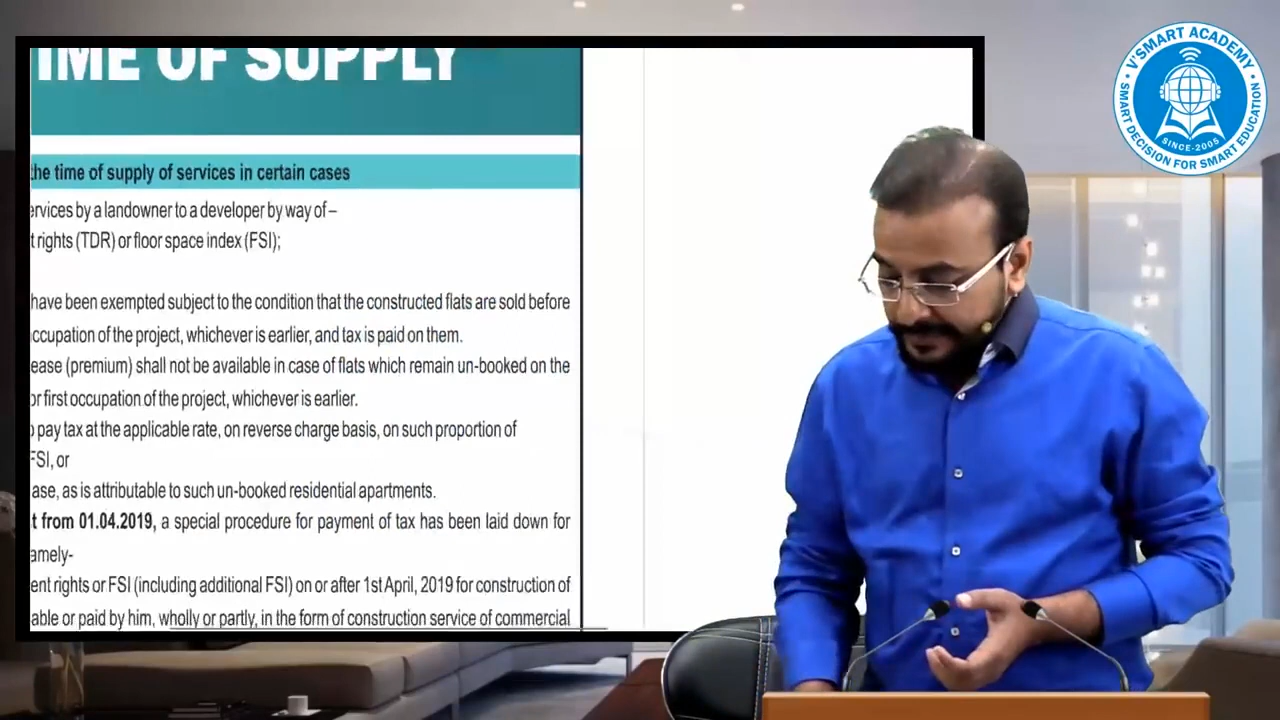 TIME OF SUPPLY
the time of supply of services in certain cases
ervices by a landowner to a developer by way of –
t rights (TDR) or floor space index (FSI);
have been exempted subject to the condition that the constructed flats are sold before
ccupation of the project, whichever is earlier, and tax is paid on them.
ease (premium) shall not be available in case of flats which remain un-booked on the
or first occupation of the project, whichever is earlier.
o pay tax at the applicable rate, on reverse charge basis, on such proportion of
FSI, or
ase, as is attributable to such un-booked residential apartments.
t from 01.04.2019, a special procedure for payment of tax has been laid down for
amely-
ent rights or FSI (including additional FSI) on or after 1st April, 2019 for construction of
able or paid by him, wholly or partly, in the form of construction service of commercial
V'SMART ACADEMY
SINCE-2005
SMART DECISION FOR SMART EDUCATION